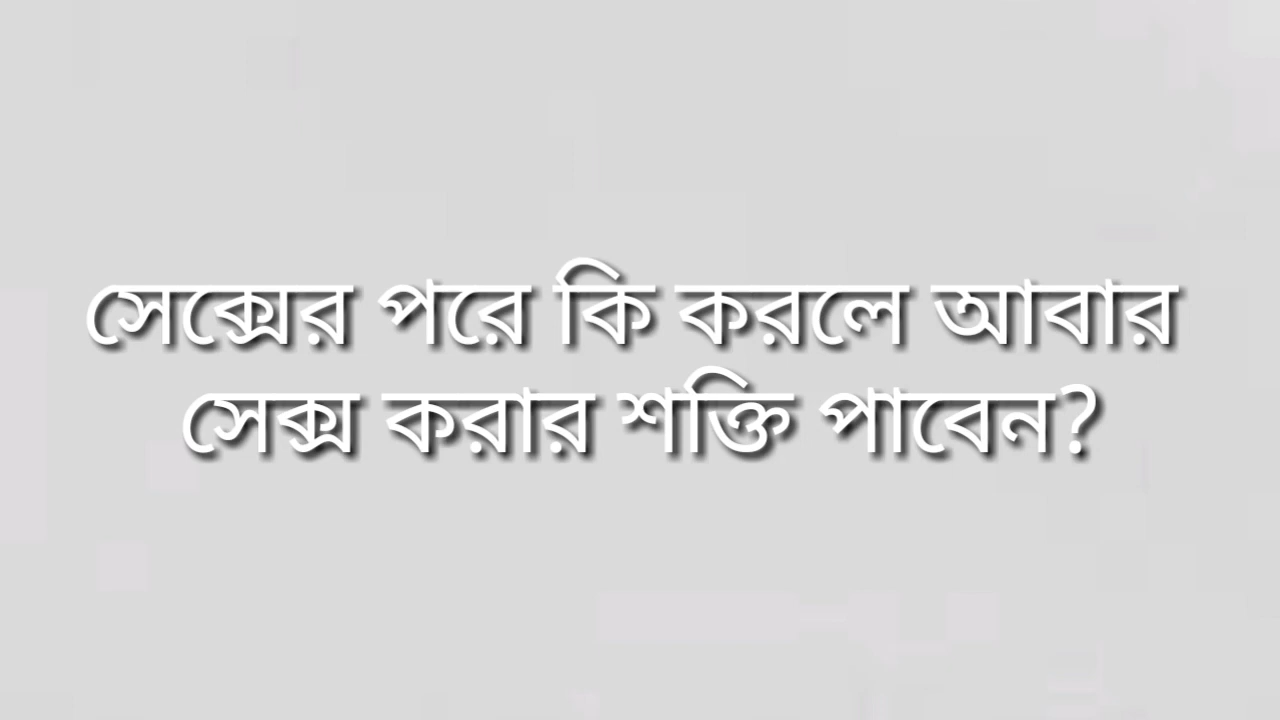 সেক্সের পরে কি করলে আবার
সেক্স করার শক্তি পাবেন?